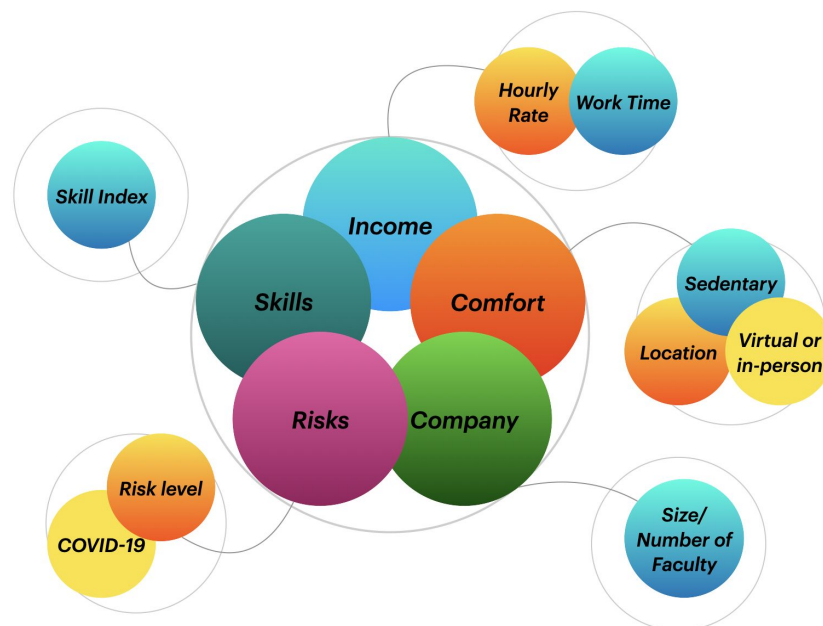 Hourly
Rate
Work Time
Skill Index
Income
Skills
Comfort
Sedentary
Location
Virtual or
in-person
Risks
Company
Risk level
COVID-19
Size/
Number of
Faculty